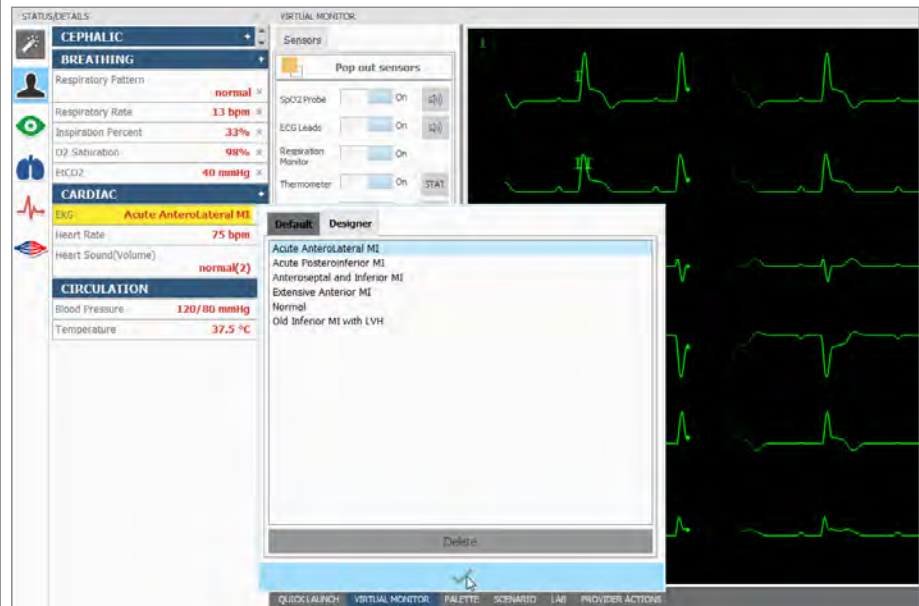 STATUS/DETAILS
VIRTUAL MONITOR
CEPHALIC +
BREATHING +
Respiratory Pattern
normal ×
Respiratory Rate 13 bpm ×
Inspiration Percent 33% ×
O2 Saturation 98% ×
EtCO2 40 mmHg ×
CARDIAC +
EKG Acute AnteroLateral MI
Heart Rate 75 bpm
Heart Sound(Volume)
normal(2)
CIRCULATION
Blood Pressure 120/80 mmHg
Temperature 37.5 °C
Sensors
Pop out sensors
SpO2 Probe On
ECG Leads On
Respiration
Monitor On
Thermometer On STAT
Default Designer
Acute AnteroLateral MI
Acute Posteroinferior MI
Anteroseptal and Inferior MI
Extensive Anterior MI
Normal
Old Inferior MI with LVH
Delete
1
I
II
QUICK LAUNCH VIRTUAL MONITOR PALETTE SCENARIO LAB PROVIDER ACTIONS